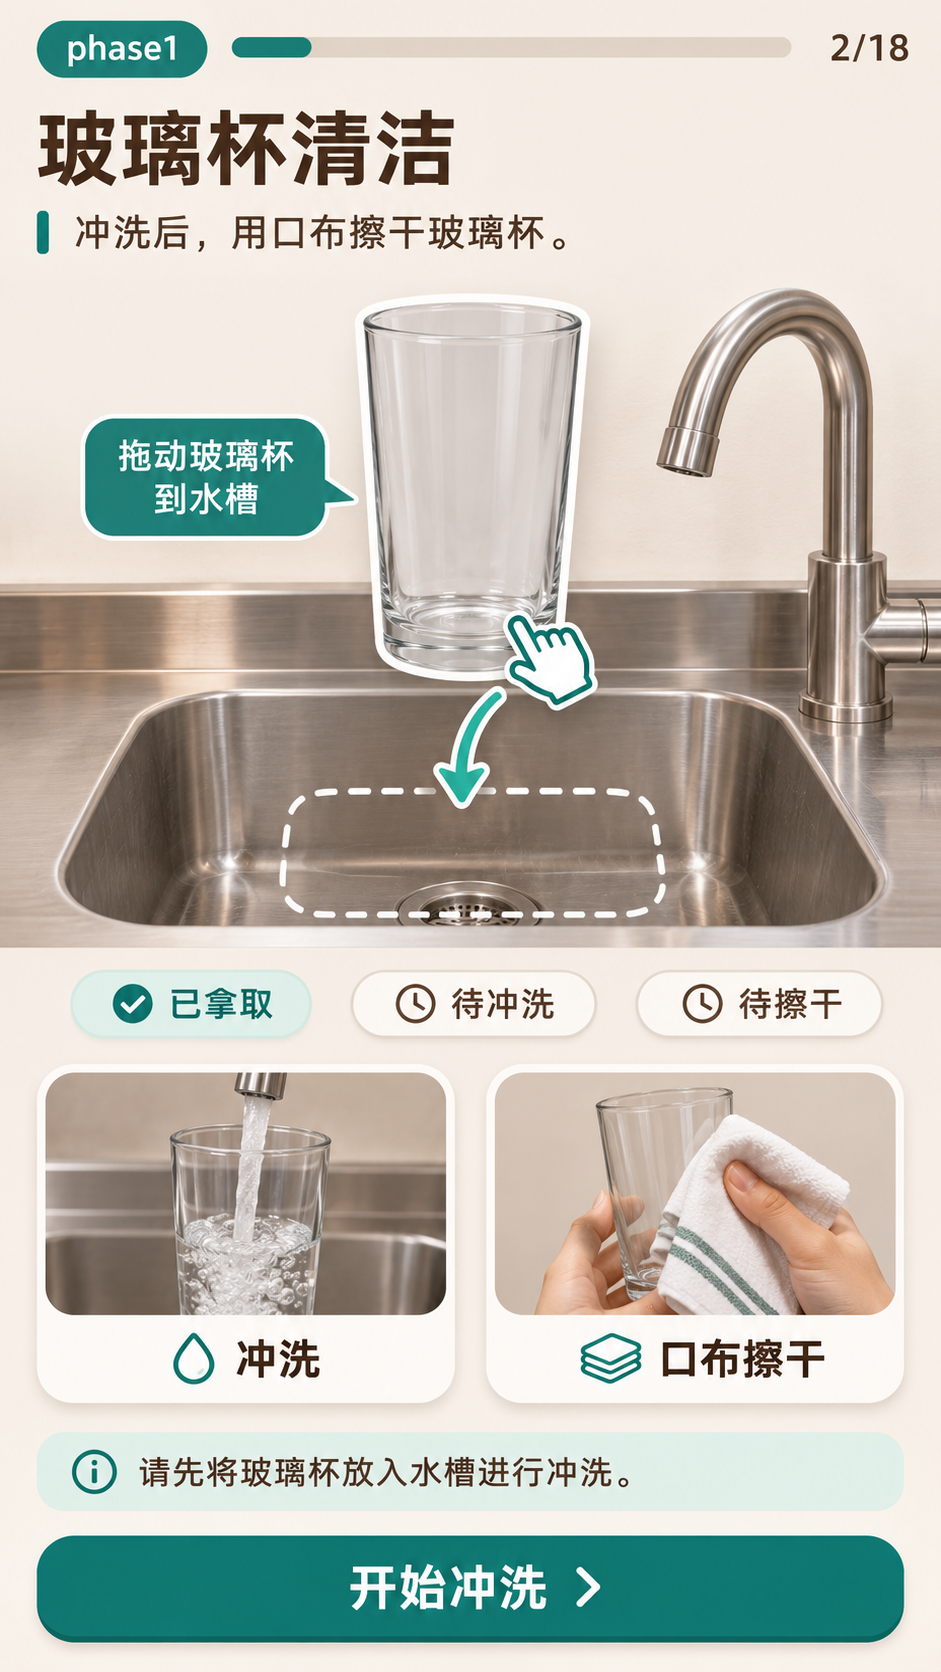 phase1
2/18
玻璃杯清洁
冲洗后，用口布擦干玻璃杯。
拖动玻璃杯
到水槽
已拿取
待冲洗
待擦干
冲洗
口布擦干
请先将玻璃杯放入水槽进行冲洗。
开始冲洗